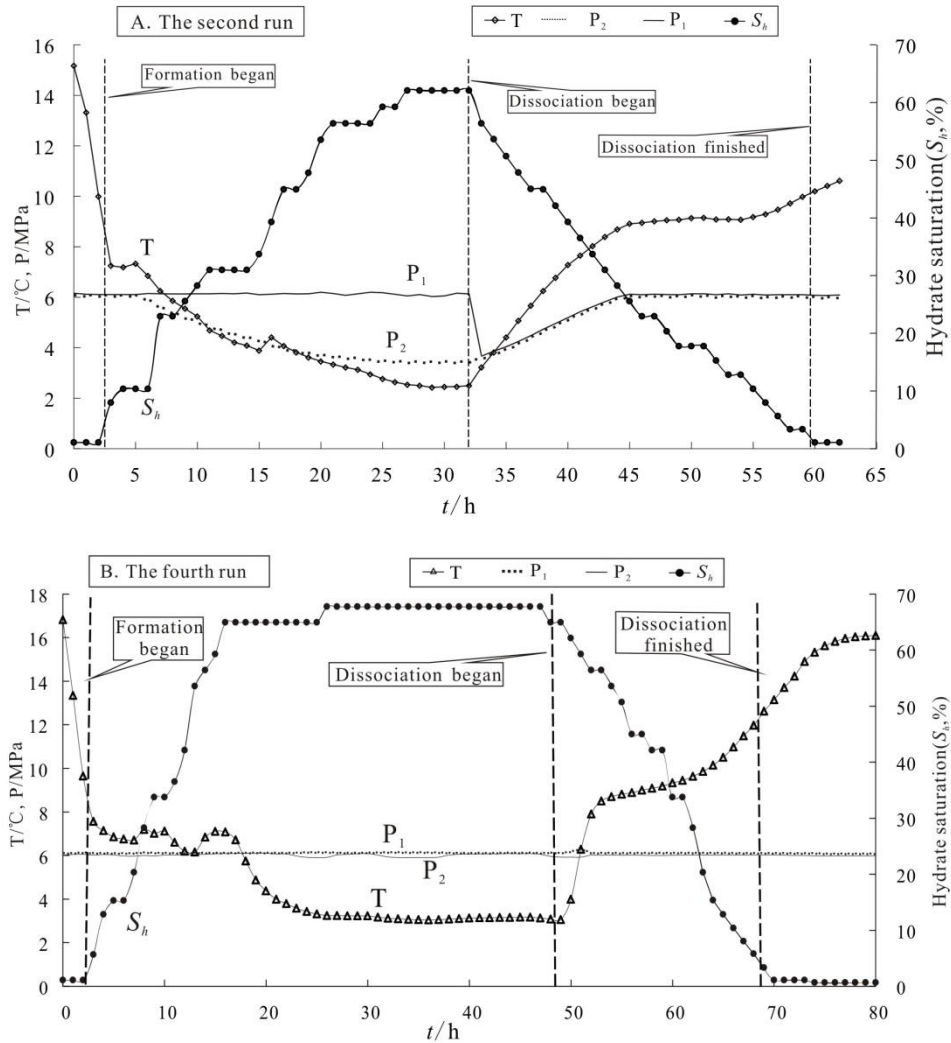 A. The second run
T P₂ P₁ Sₕ
16 14 12 10 8 6 4 2 0
T/℃, P/MPa
Formation began
Dissociation began
Dissociation finished
T
P₁
P₂
Sₕ
70 60 50 40 30 20 10 0
Hydrate saturation(Sₕ,%)
0 5 10 15 20 25 30 35 40 45 50 55 60 65
t/h
B. The fourth run
T P₁ P₂ Sₕ
18 16 14 12 10 8 6 4 2 0
T/℃, P/MPa
Formation
began
Dissociation began
Dissociation
finished
P₁
P₂
T
Sₕ
70 60 50 40 30 20 10 0
Hydrate saturation(Sₕ,%)
0 10 20 30 40 50 60 70 80
t/h